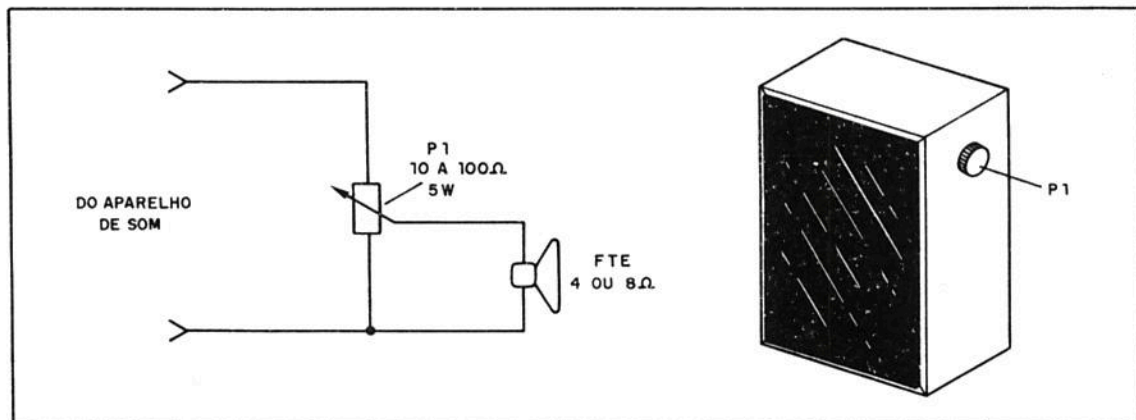 DO APARELHO
DE SOM
P1
10 A 100Ω
5W
FTE
4 OU 8Ω
P1